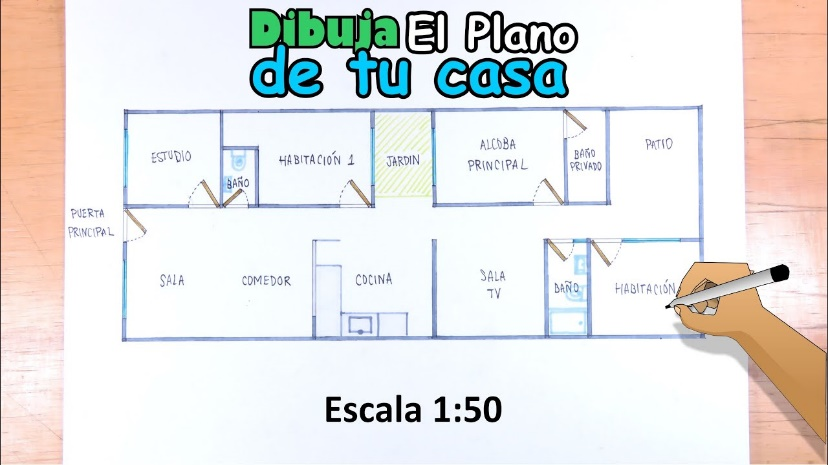 Dibuja El Plano
de tu casa
ESTUDIO
BAÑO
HABITACIÓN 1
JARDIN
ALCOBA
PRINCIPAL
BAÑO
PRIVADO
PATIO
PUERTA
PRINCIPAL
SALA
COMEDOR
COCINA
SALA
TV
BAÑO
HABITACIÓN
Escala 1:50